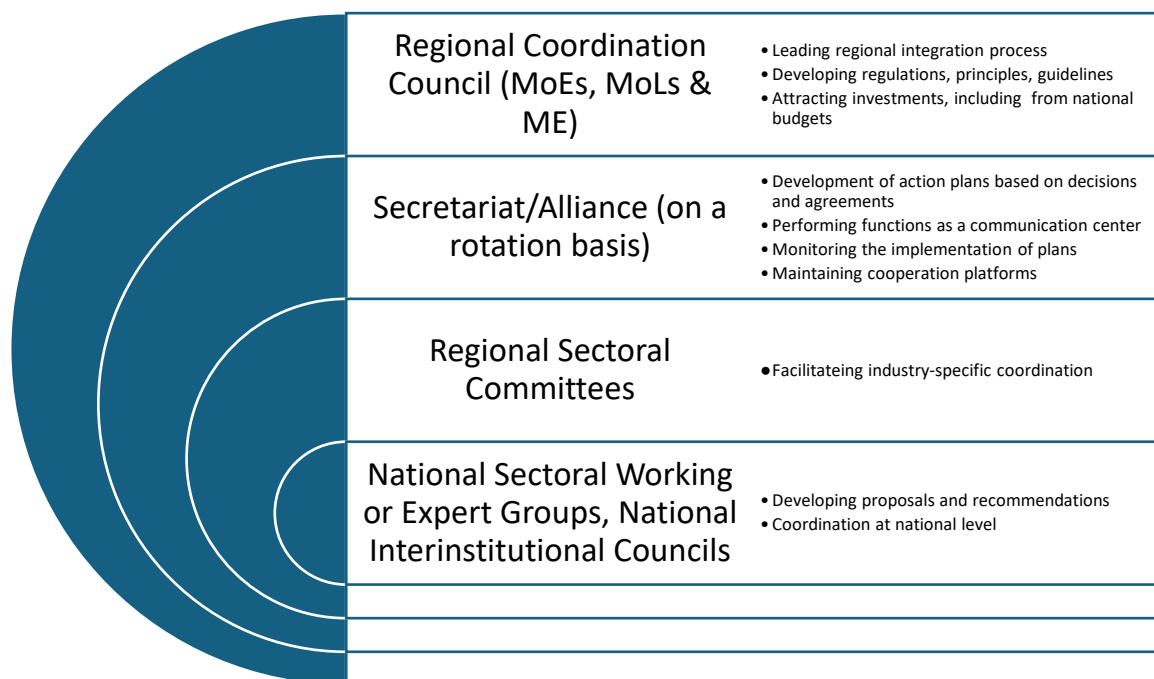 Regional Coordination
Council (MoEs, MoLs &
ME)
• Leading regional integration process
• Developing regulations, principles, guidelines
• Attracting investments, including from national
budgets
Secretariat/Alliance (on a
rotation basis)
• Development of action plans based on decisions
and agreements
• Performing functions as a communication center
• Monitoring the implementation of plans
• Maintaining cooperation platforms
Regional Sectoral
Committees
• Facilitateing industry-specific coordination
National Sectoral Working
or Expert Groups, National
Interinstitutional Councils
• Developing proposals and recommendations
• Coordination at national level